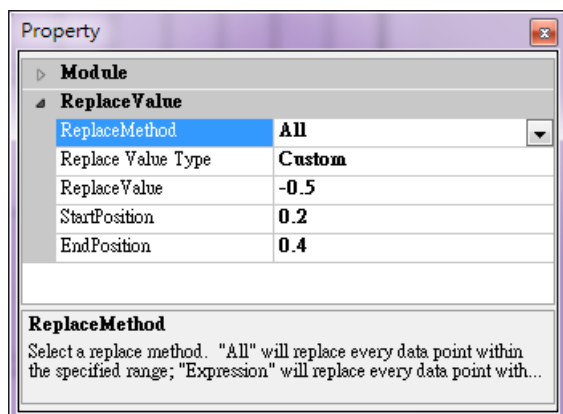 Property
Module
ReplaceValue
ReplaceMethod All
Replace Value Type Custom
ReplaceValue -0.5
StartPosition 0.2
EndPosition 0.4
ReplaceMethod
Select a replace method. "All" will replace every data point within
the specified range; "Expression" will replace every data point with...